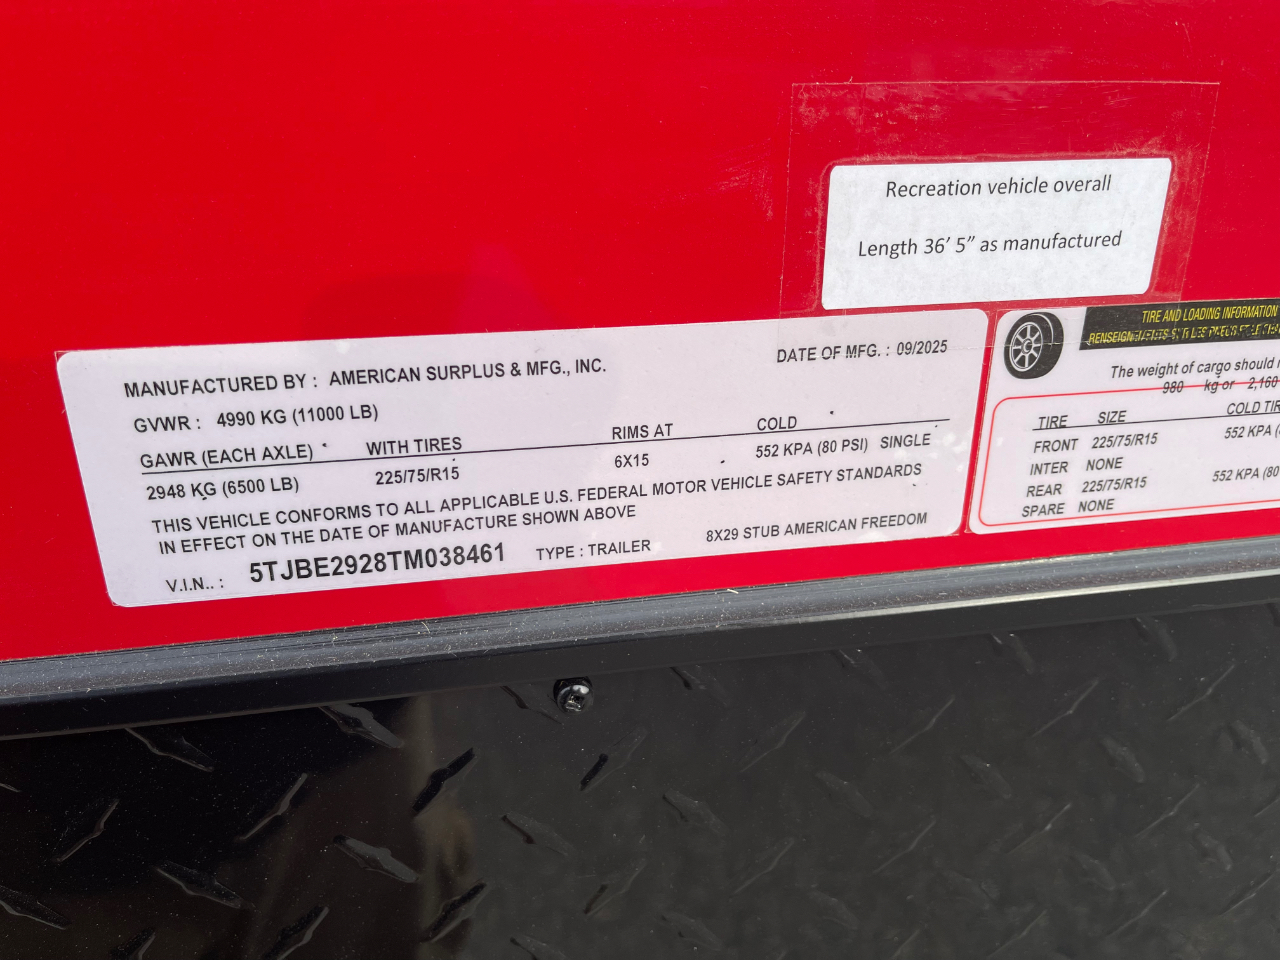 Recreation vehicle overall
Length 36' 5" as manufactured
MANUFACTURED BY : AMERICAN SURPLUS & MFG., INC.
DATE OF MFG. : 09/2025
GVWR : 4990 KG (11000 LB)
GAWR (EACH AXLE) WITH TIRES RIMS AT COLD
2948 KG (6500 LB) 225/75/R15 6X15 552 KPA (80 PSI) SINGLE
THIS VEHICLE CONFORMS TO ALL APPLICABLE U.S. FEDERAL MOTOR VEHICLE SAFETY STANDARDS
IN EFFECT ON THE DATE OF MANUFACTURE SHOWN ABOVE
V.I.N.. : 5TJBE2928TM038461 TYPE : TRAILER 8X29 STUB AMERICAN FREEDOM
TIRE AND LOADING INFORMATION
The weight of cargo should
980 kg or 2,160
TIRE SIZE COLD
FRONT 225/75/R15 552 KPA
INTER NONE
REAR 225/75/R15 552 KPA
SPARE NONE